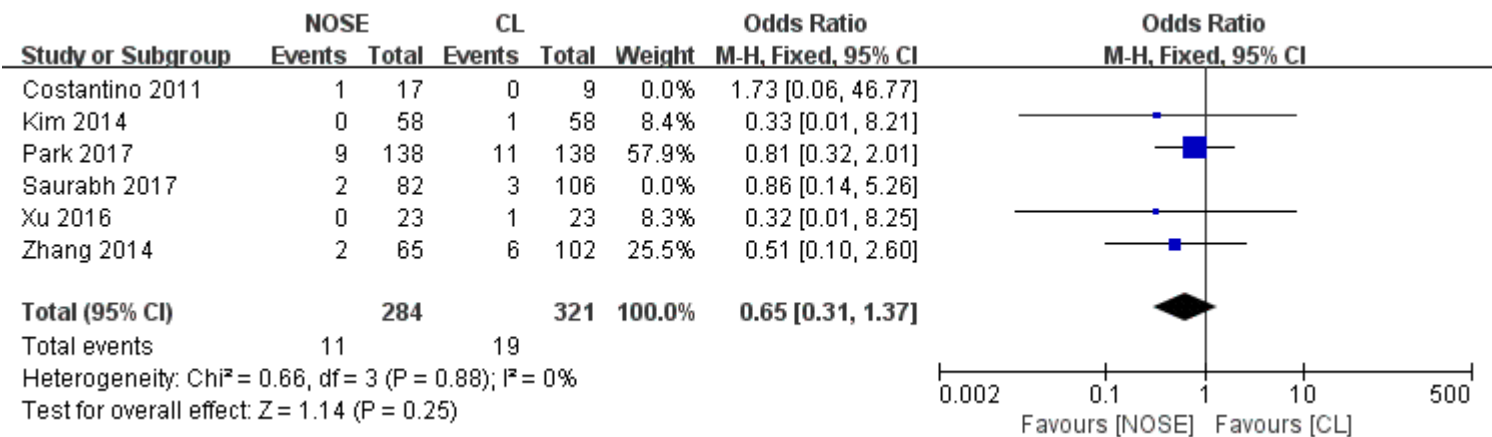 NOSE CL Odds Ratio Odds Ratio
Study or Subgroup Events Total Events Total Weight M-H, Fixed, 95% CI M-H, Fixed, 95% CI
Costantino 2011 1 17 0 9 0.0% 1.73 [0.06, 46.77]
Kim 2014 0 58 1 58 8.4% 0.33 [0.01, 8.21]
Park 2017 9 138 11 138 57.9% 0.81 [0.32, 2.01]
Saurabh 2017 2 82 3 106 0.0% 0.86 [0.14, 5.26]
Xu 2016 0 23 1 23 8.3% 0.32 [0.01, 8.25]
Zhang 2014 2 65 6 102 25.5% 0.51 [0.10, 2.60]
Total (95% CI) 284 321 100.0% 0.65 [0.31, 1.37]
Total events 11 19
Heterogeneity: Chi² = 0.66, df = 3 (P = 0.88); I² = 0%
Test for overall effect: Z = 1.14 (P = 0.25)
0.002 0.1 1 10 500
Favours [NOSE] Favours [CL]